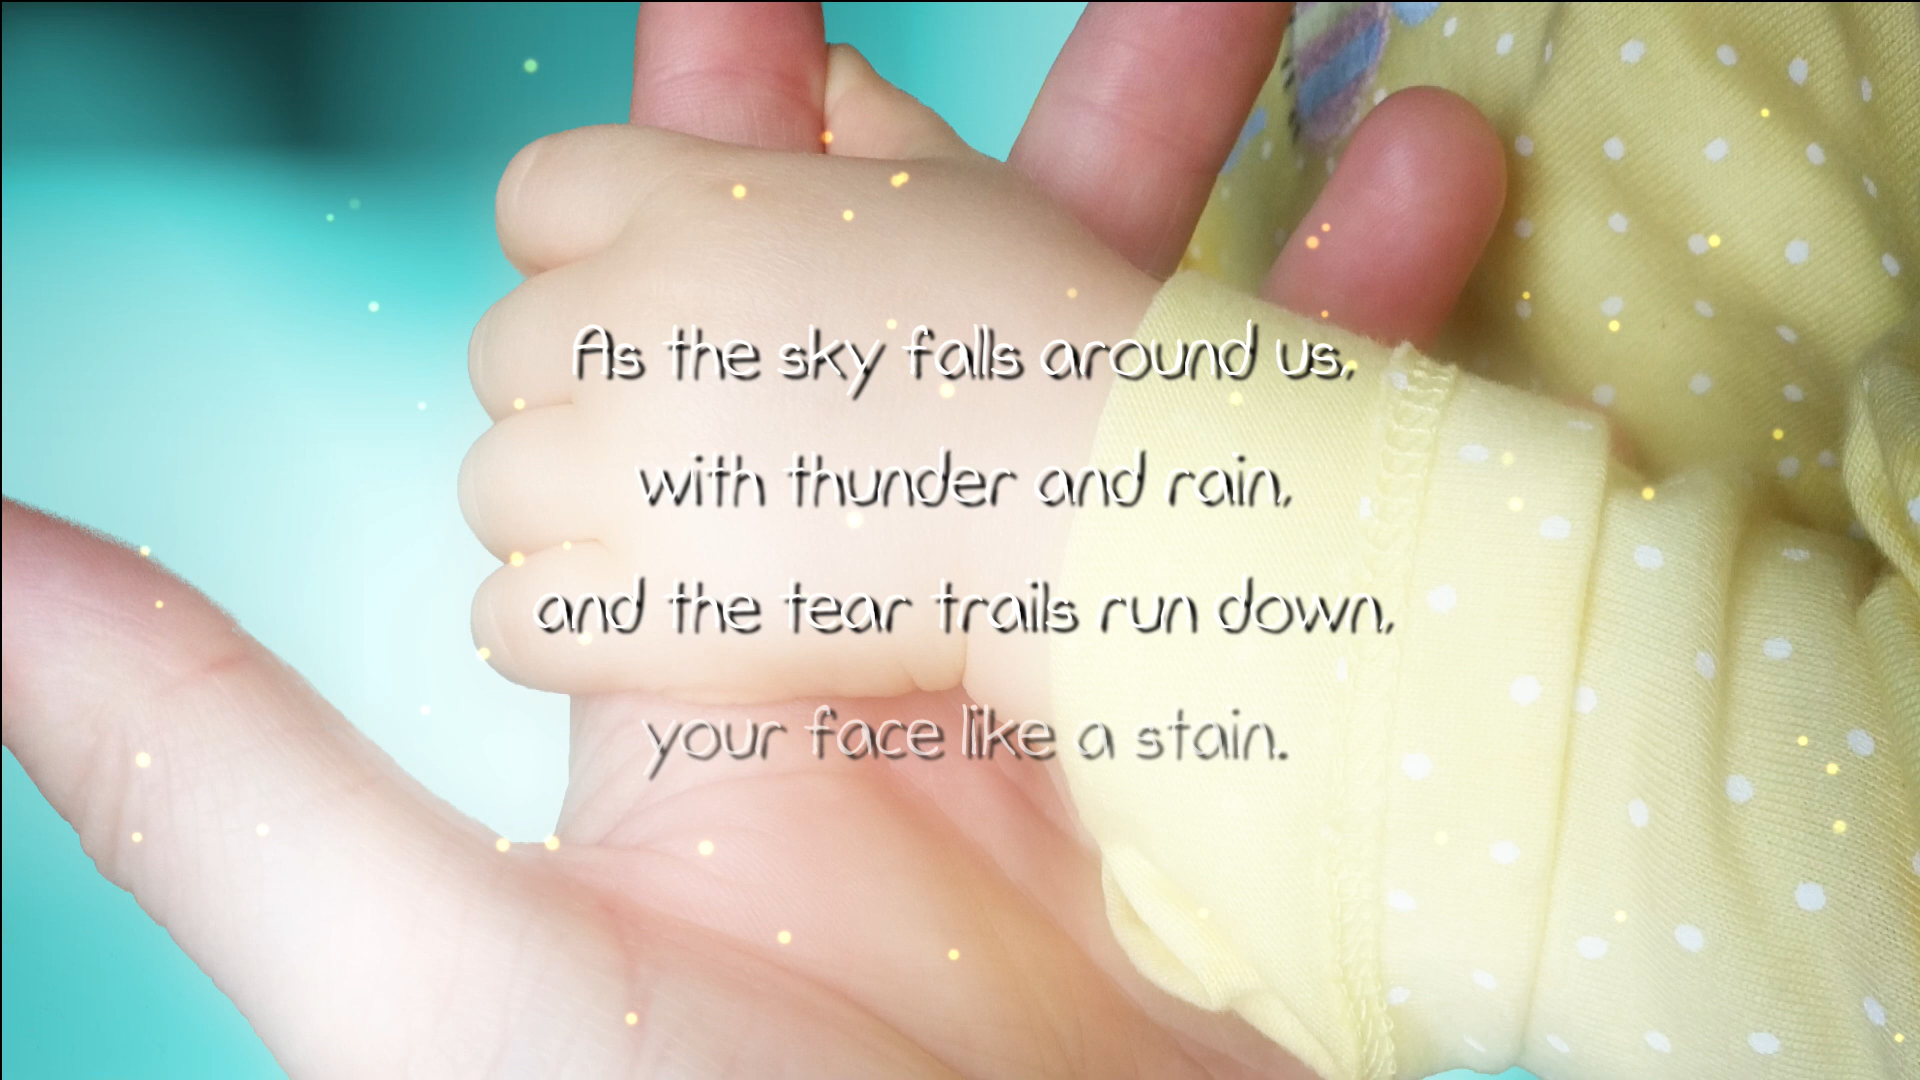 As the sky falls around us,
with thunder and rain,
and the tear trails run down,
your face like a stain.